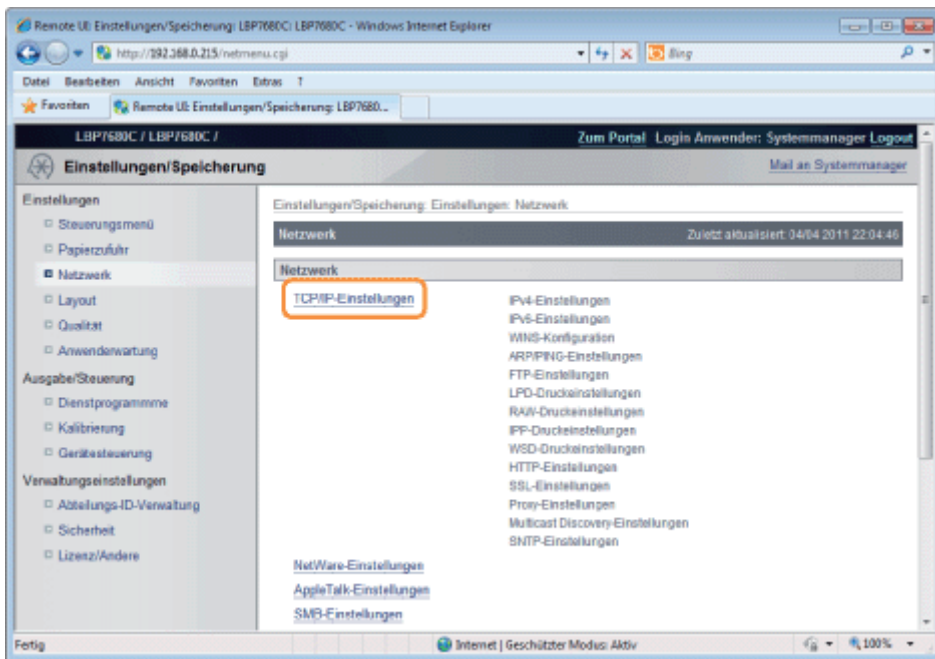 Remote UI: Einstellungen/Speicherung: LBP7680C: LBP7680C - Windows Internet Explorer
http://192.168.0.215/netmenu.cgi
Bing
Datei Bearbeiten Ansicht Favoriten Extras ?
Favoriten Remote UI: Einstellungen/Speicherung: LBP7680...
LBP7680C / LBP7680C / Zum Portal Login Anwender: Systemmanager Logout
Einstellungen/Speicherung Mail an Systemmanager
Einstellungen
Steuerungsmenü
Papierzufuhr
Netzwerk
Layout
Qualität
Anwenderwartung
Ausgabe/Steuerung
Dienstprogrammme
Kalibrierung
Gerätesteuerung
Verwaltungseinstellungen
Abteilungs-ID-Verwaltung
Sicherheit
Lizenz/Andere
Einstellungen/Speicherung: Einstellungen: Netzwerk
Netzwerk Zuletzt aktualisiert: 04/04 2011 22:04:46
Netzwerk
TCP/IP-Einstellungen
IPv4-Einstellungen
IPv6-Einstellungen
WINS-Konfiguration
ARP/PING-Einstellungen
FTP-Einstellungen
LPD-Druckeinstellungen
RAW-Druckeinstellungen
IPP-Druckeinstellungen
WSD-Druckeinstellungen
HTTP-Einstellungen
SSL-Einstellungen
Proxy-Einstellungen
Multicast Discovery-Einstellungen
SNTP-Einstellungen
NetWare-Einstellungen
AppleTalk-Einstellungen
SMB-Einstellungen
Fertig Internet | Geschützter Modus: Aktiv 100%